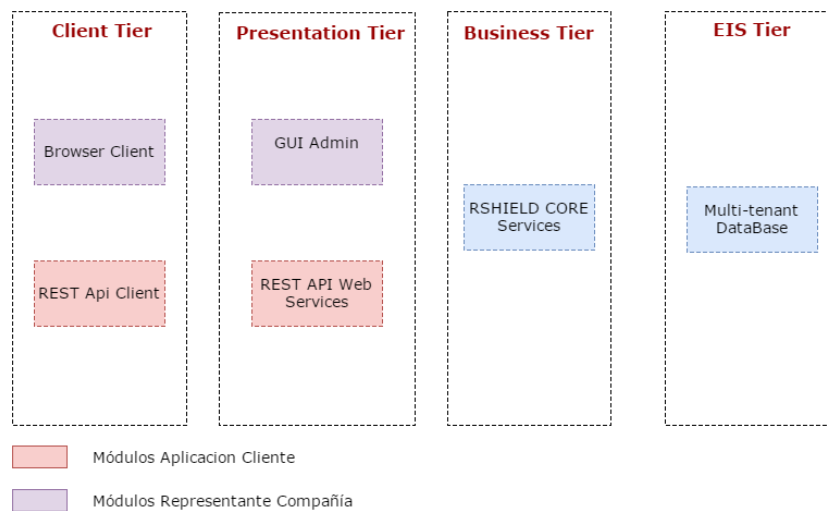 Client Tier
Presentation Tier
Business Tier
EIS Tier
Browser Client
GUI Admin
RSHIELD CORE
Services
Multi-tenant
DataBase
REST Api Client
REST API Web
Services
Módulos Aplicacion Cliente
Módulos Representante Compañía